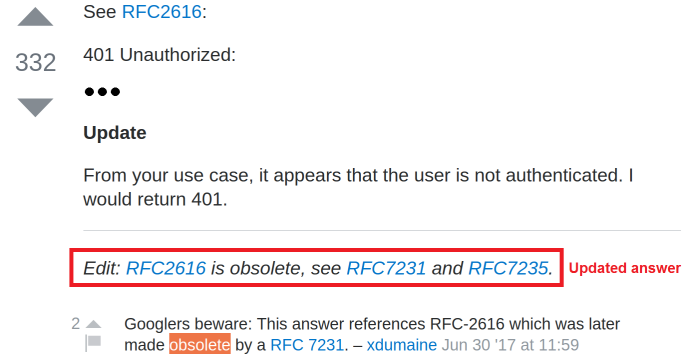 See RFC2616:
332
401 Unauthorized:
●●●
Update
From your use case, it appears that the user is not authenticated. I
would return 401.
Edit: RFC2616 is obsolete, see RFC7231 and RFC7235.
Updated answer
2
Googlers beware: This answer references RFC-2616 which was later
made obsolete by a RFC 7231. – xdumaine Jun 30 '17 at 11:59